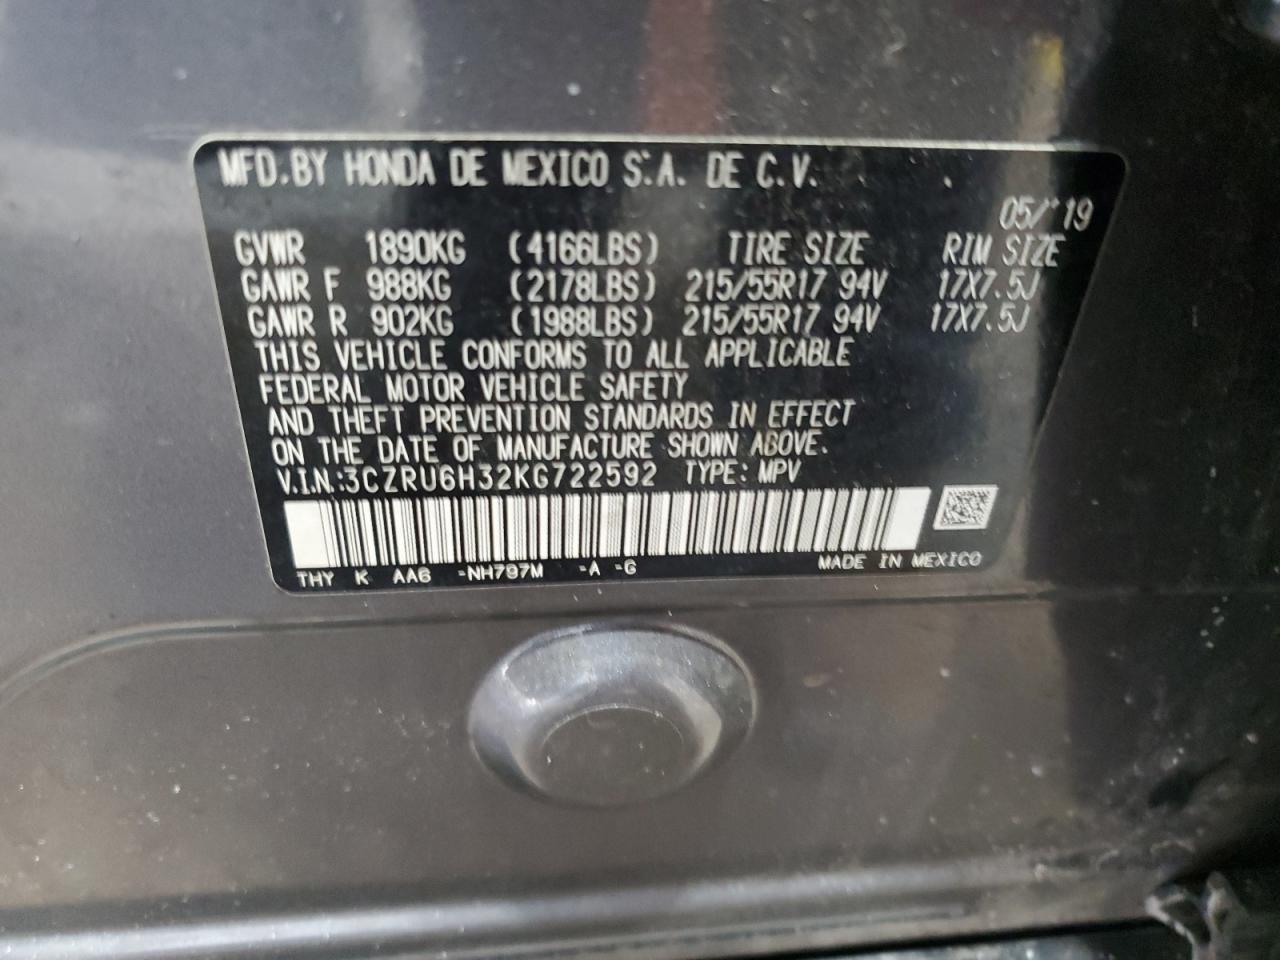 MFD. BY HONDA DE MEXICO S.A. DE C.V.
05/'19
GVWR 1890KG (4166LBS) TIRE SIZE RIM SIZE
GAWR F 988KG (2178LBS) 215/55R17 94V 17X7.5J
GAWR R 902KG (1988LBS) 215/55R17 94V 17X7.5J
THIS VEHICLE CONFORMS TO ALL APPLICABLE
FEDERAL MOTOR VEHICLE SAFETY
AND THEFT PREVENTION STANDARDS IN EFFECT
ON THE DATE OF MANUFACTURE SHOWN ABOVE.
V.I.N.:3CZRU6H32KG722592 TYPE: MPV
THY K AA6 -NH797M -A -G MADE IN MEXICO